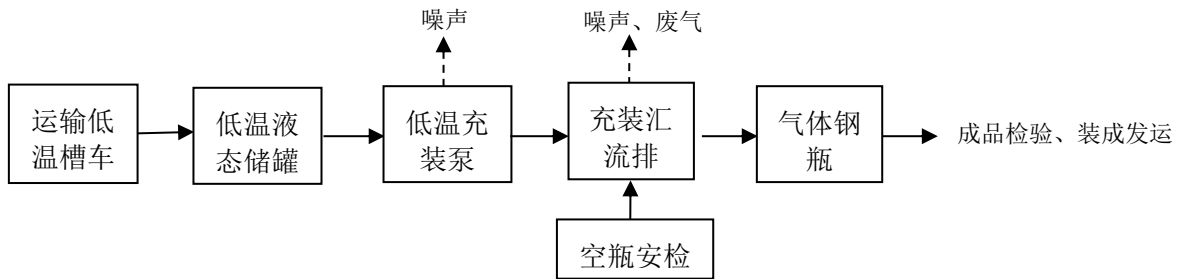 噪声
噪声、废气
运输低
温槽车
低温液
态储罐
低温充
装泵
充装汇
流排
气体钢
瓶
成品检验、装成发运
空瓶安检